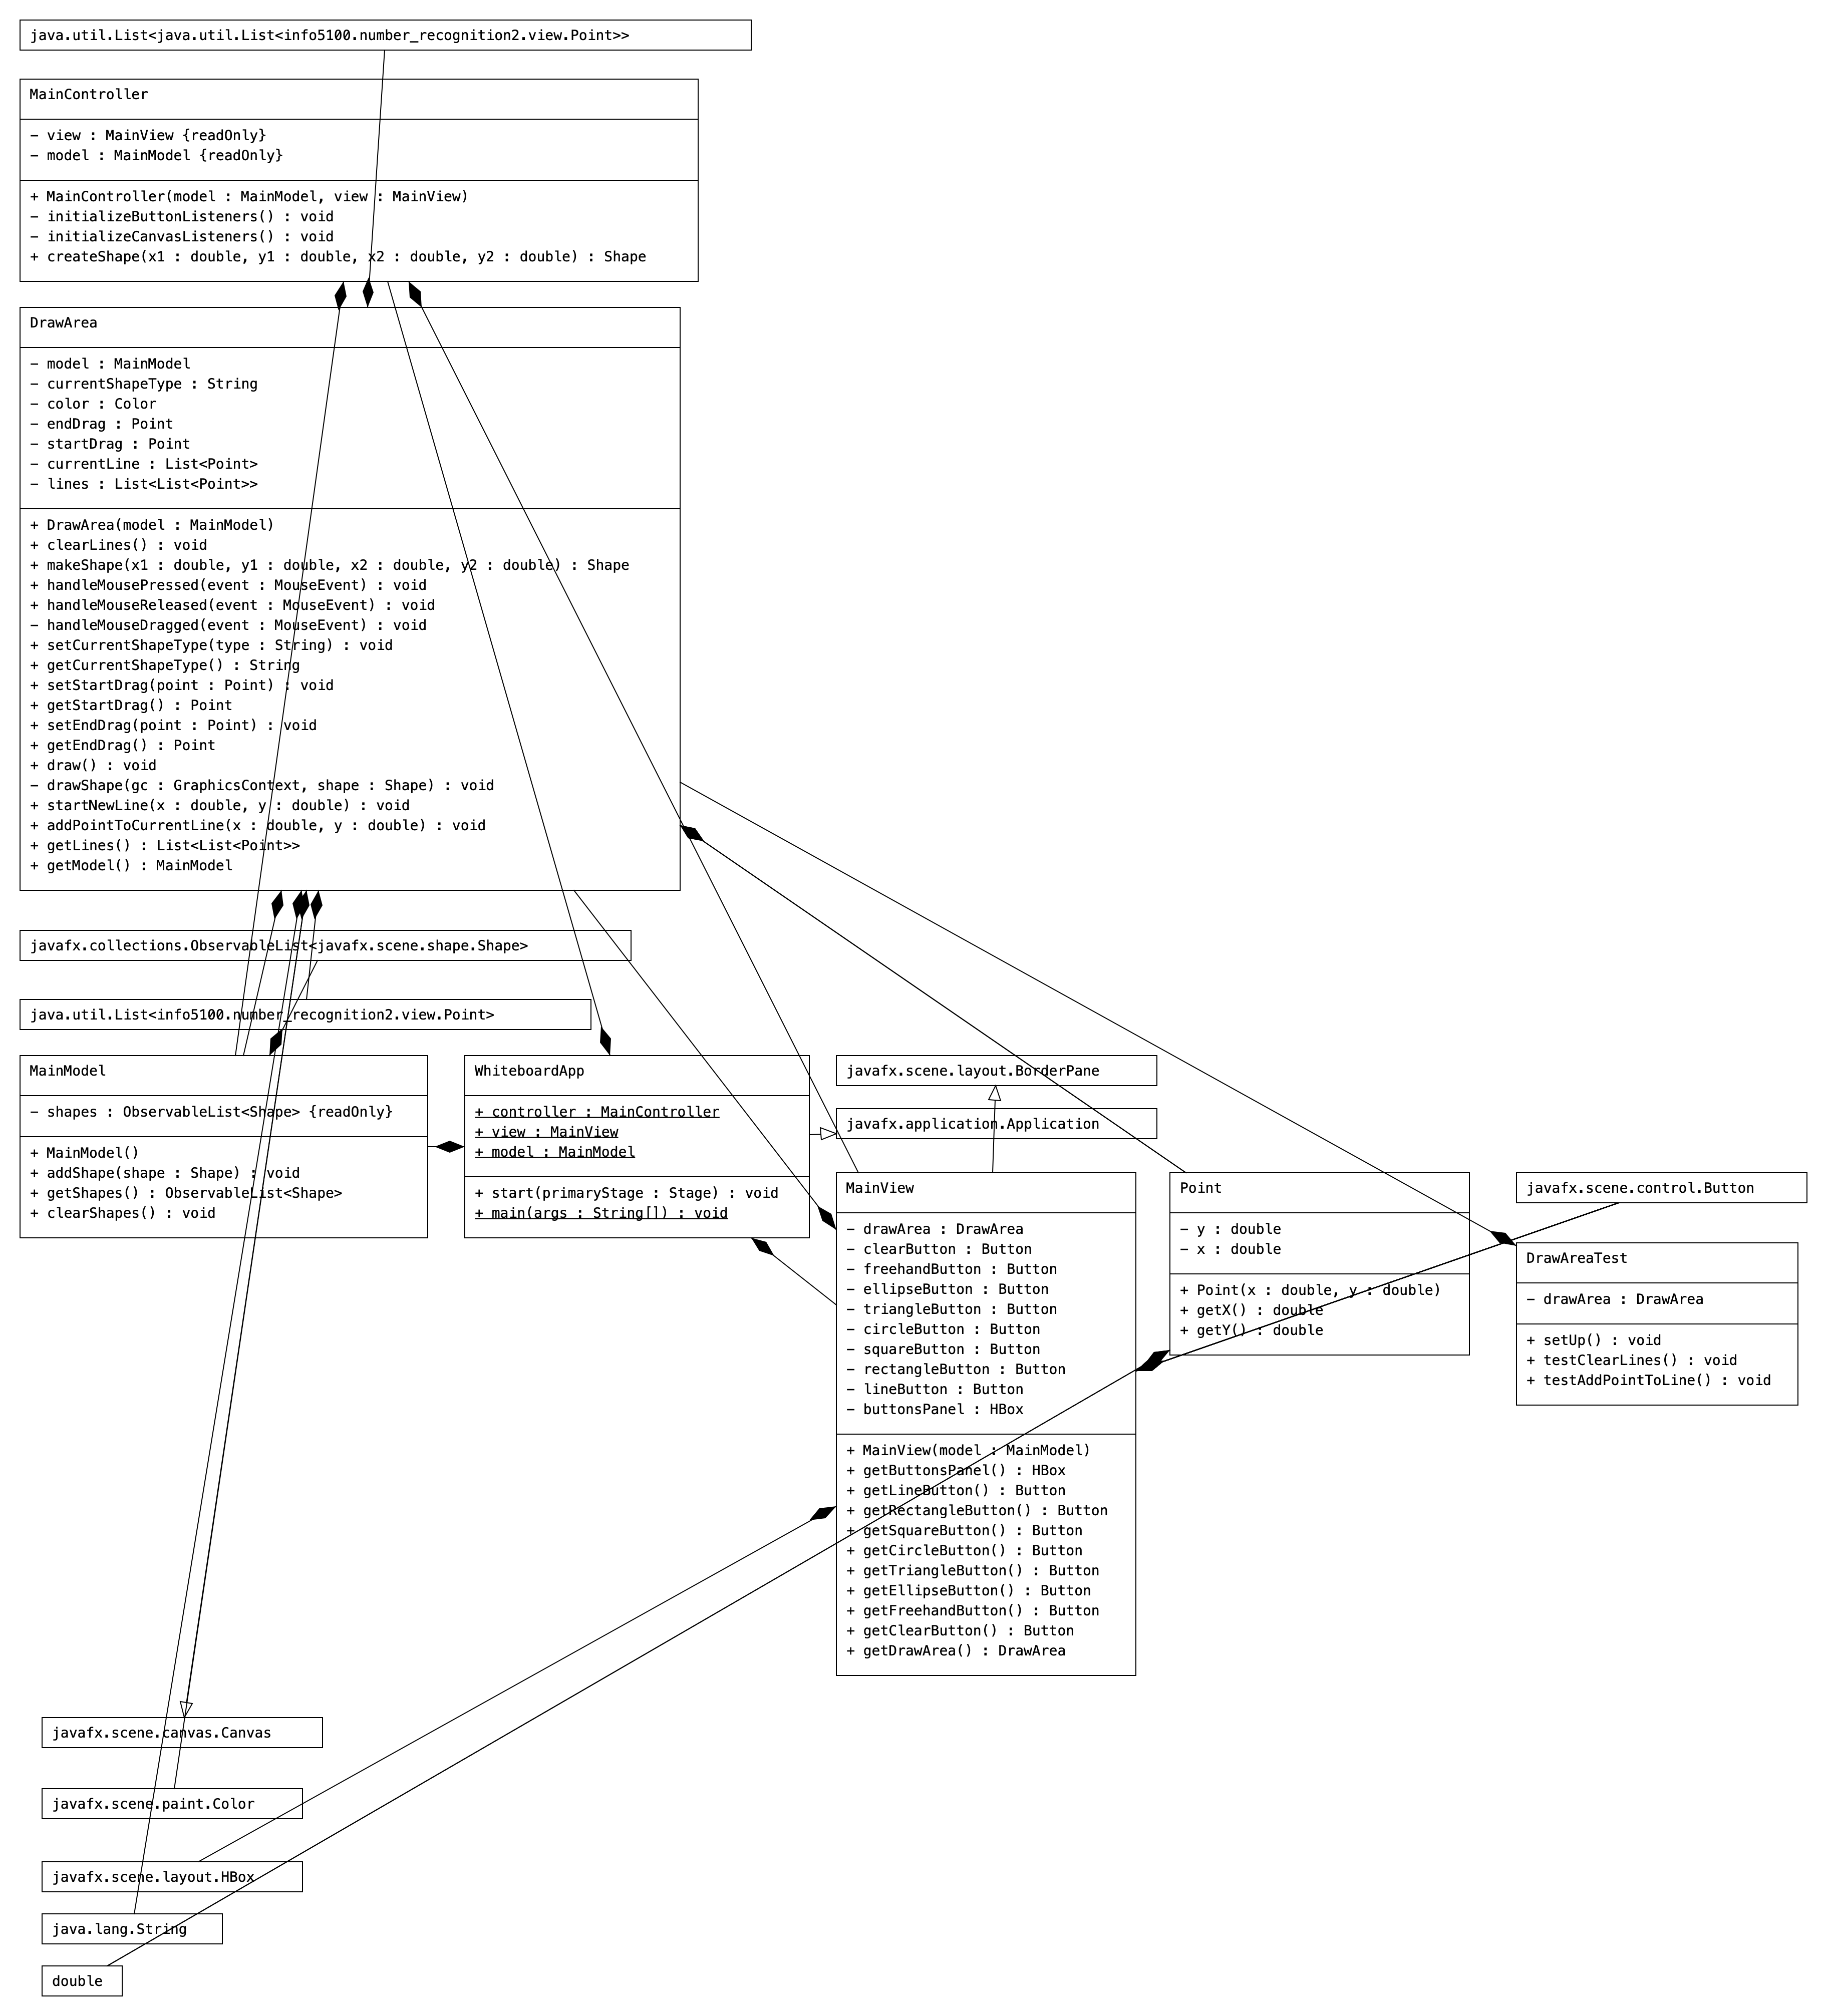 java.util.List<java.util.List<info5100.number_recognition2.view.Point>>
MainController
− view : MainView {readOnly}
− model : MainModel {readOnly}
+ MainController(model : MainModel, view : MainView)
− initializeButtonListeners() : void
− initializeCanvasListeners() : void
+ createShape(x1 : double, y1 : double, x2 : double, y2 : double) : Shape
DrawArea
− model : MainModel
− currentShapeType : String
− color : Color
− endDrag : Point
− startDrag : Point
− currentLine : List<Point>
− lines : List<List<Point>>
+ DrawArea(model : MainModel)
+ clearLines() : void
+ makeShape(x1 : double, y1 : double, x2 : double, y2 : double) : Shape
+ handleMousePressed(event : MouseEvent) : void
+ handleMouseReleased(event : MouseEvent) : void
− handleMouseDragged(event : MouseEvent) : void
+ setCurrentShapeType(type : String) : void
+ getCurrentShapeType() : String
+ setStartDrag(point : Point) : void
+ getStartDrag() : Point
+ setEndDrag(point : Point) : void
+ getEndDrag() : Point
+ draw() : void
− drawShape(gc : GraphicsContext, shape : Shape) : void
+ startNewLine(x : double, y : double) : void
+ addPointToCurrentLine(x : double, y : double) : void
+ getLines() : List<List<Point>>
+ getModel() : MainModel
javafx.collections.ObservableList<javafx.scene.shape.Shape>
java.util.List<info5100.number_recognition2.view.Point>
MainModel
− shapes : ObservableList<Shape> {readOnly}
+ MainModel()
+ addShape(shape : Shape) : void
+ getShapes() : ObservableList<Shape>
+ clearShapes() : void
WhiteboardApp
+ controller : MainController
+ view : MainView
+ model : MainModel
+ start(primaryStage : Stage) : void
+ main(args : String[]) : void
javafx.scene.layout.BorderPane
javafx.application.Application
MainView
− drawArea : DrawArea
− clearButton : Button
− freehandButton : Button
− ellipseButton : Button
− triangleButton : Button
− circleButton : Button
− squareButton : Button
− rectangleButton : Button
− lineButton : Button
− buttonsPanel : HBox
+ MainView(model : MainModel)
+ getButtonsPanel() : HBox
+ getLineButton() : Button
+ getRectangleButton() : Button
+ getSquareButton() : Button
+ getCircleButton() : Button
+ getTriangleButton() : Button
+ getEllipseButton() : Button
+ getFreehandButton() : Button
+ getClearButton() : Button
+ getDrawArea() : DrawArea
Point
− y : double
− x : double
+ Point(x : double, y : double)
+ getX() : double
+ getY() : double
javafx.scene.control.Button
DrawAreaTest
− drawArea : DrawArea
+ setUp() : void
+ testClearLines() : void
+ testAddPointToLine() : void
javafx.scene.canvas.Canvas
javafx.scene.paint.Color
javafx.scene.layout.HBox
java.lang.String
double